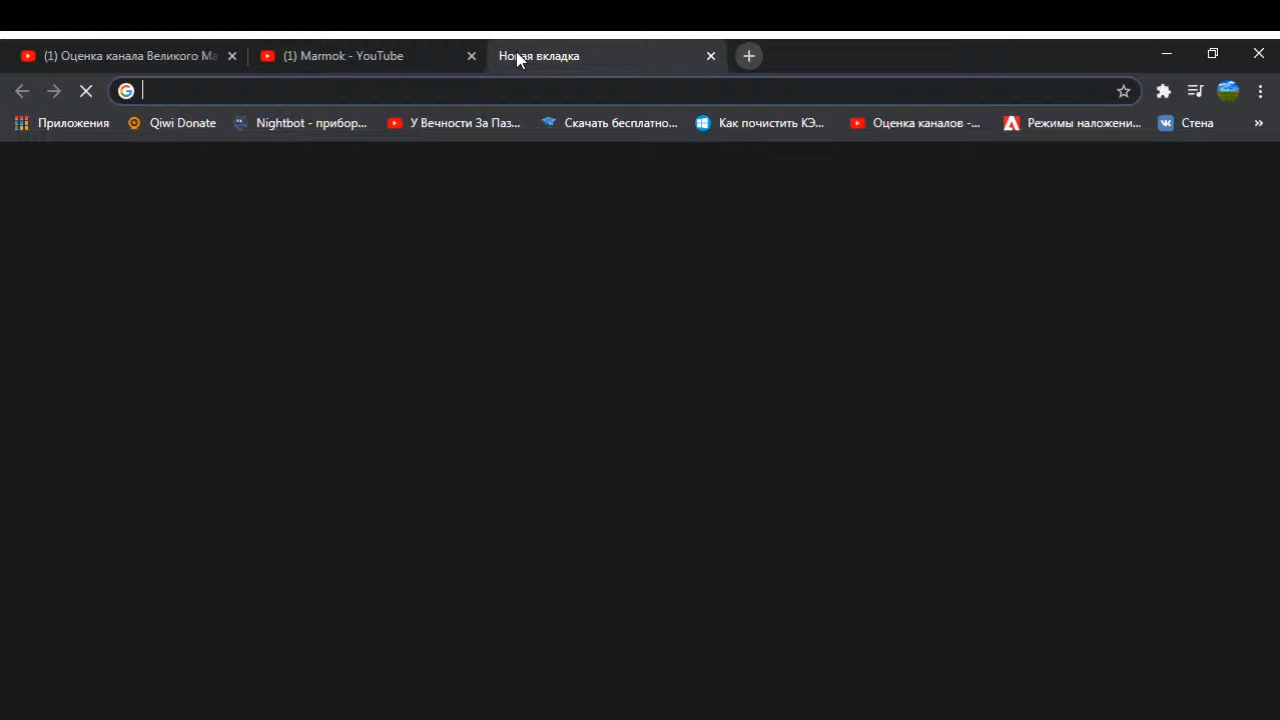 (1) Оценка канала Великого Ма
(1) Marmok - YouTube
Новая вкладка
Приложения
Qiwi Donate
Nightbot - прибор...
У Вечности За Паз...
Скачать бесплатно...
Как почистить КЭ...
Оценка каналов -...
Режимы наложени...
Стена
»